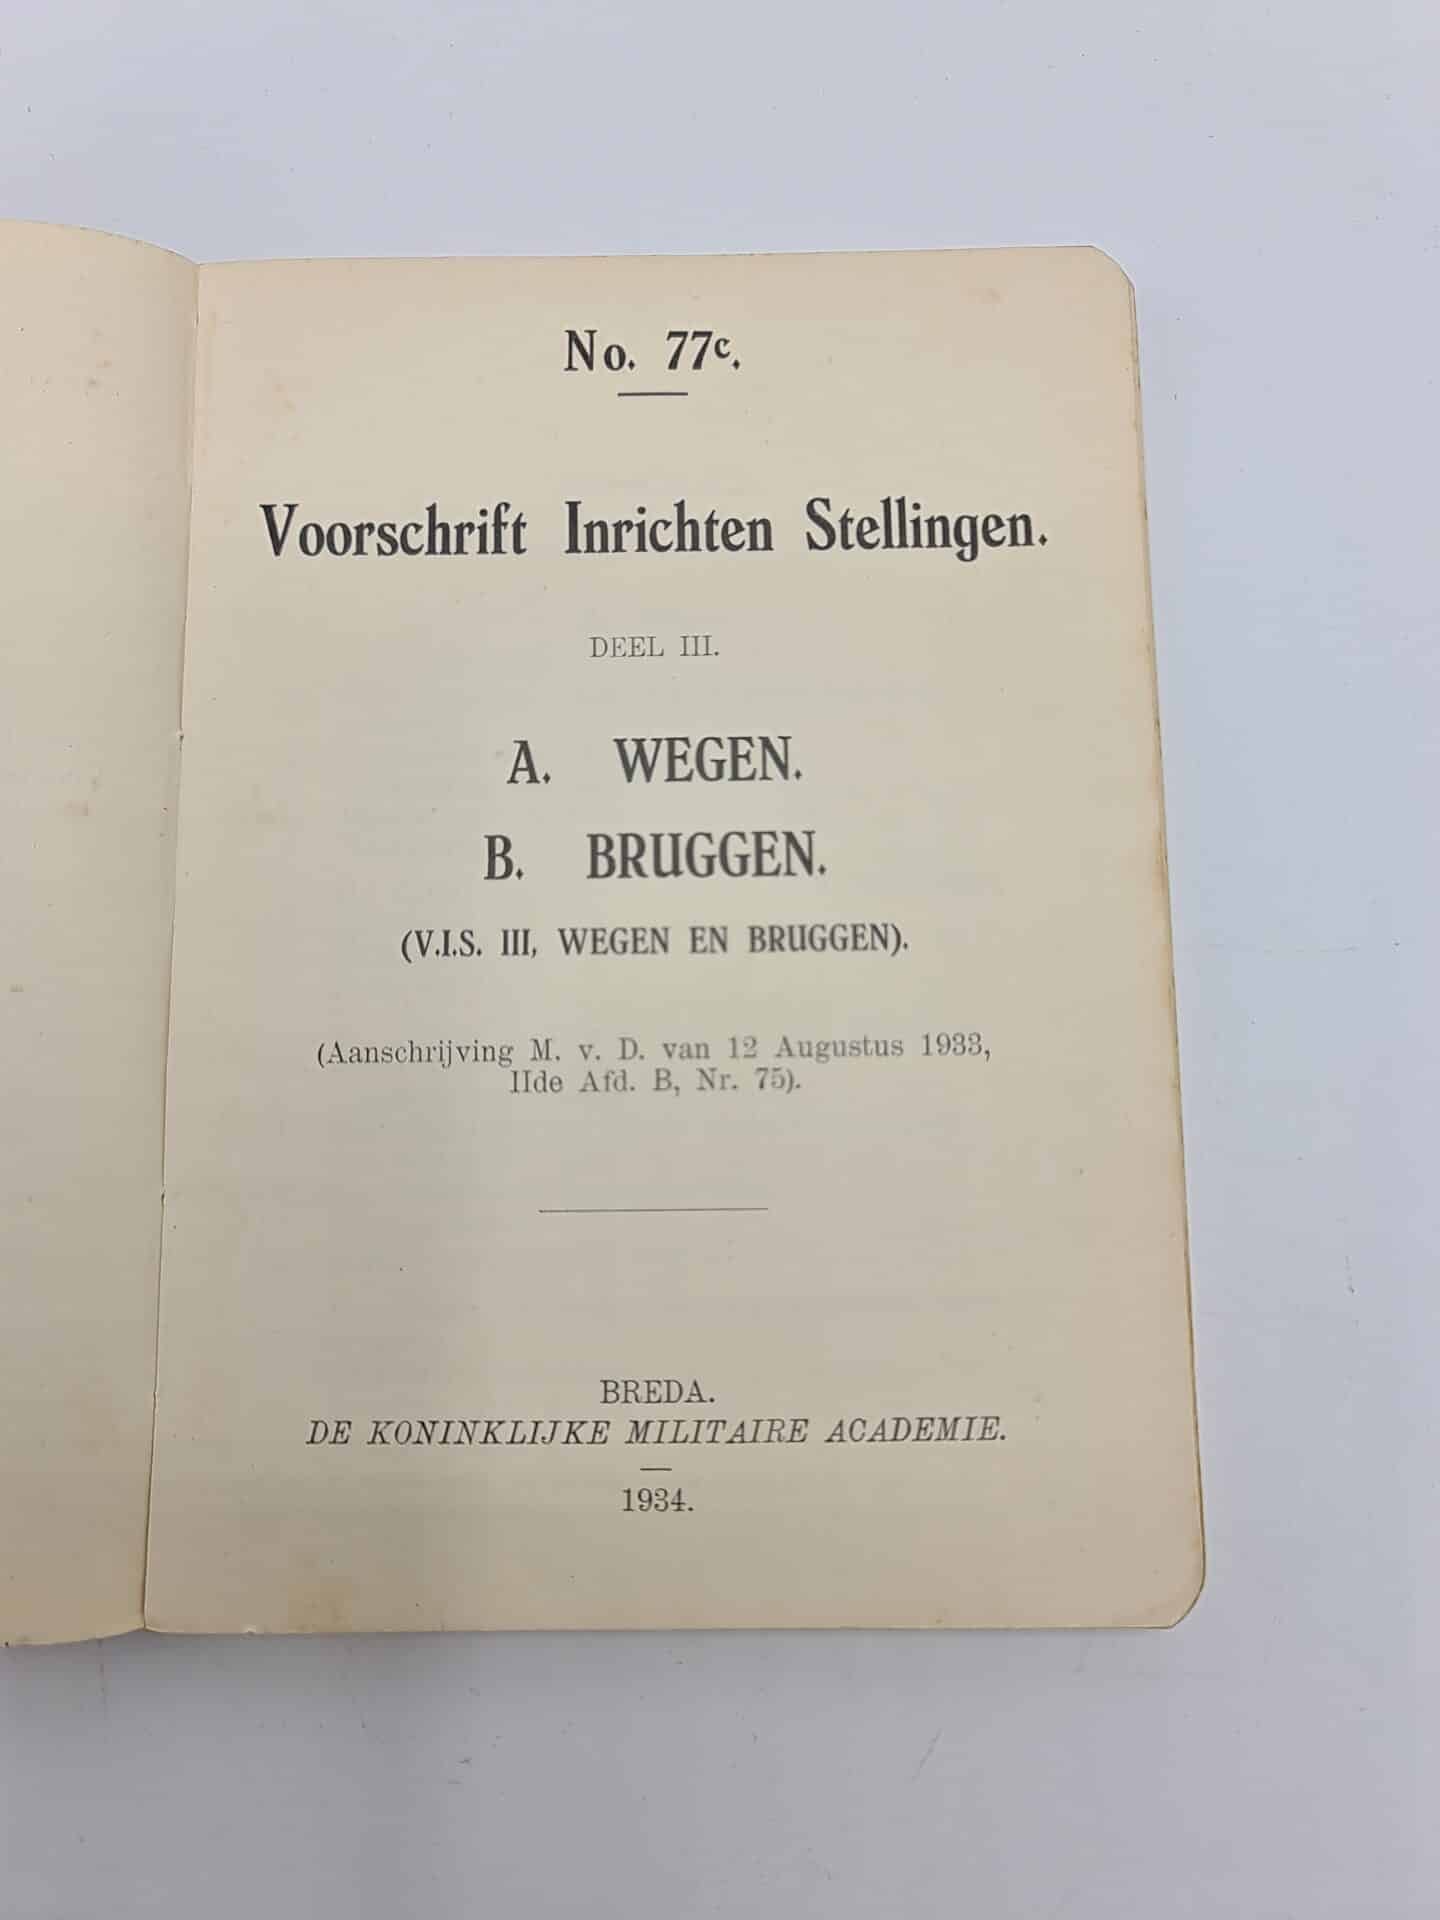 No. 77c.
Voorschrift Inrichten Stellingen.
DEEL III.
A. WEGEN.
B. BRUGGEN.
(V.I.S. III, WEGEN EN BRUGGEN).
(Aanschrijving M. v. D. van 12 Augustus 1933,
IIde Afd. B, Nr. 75).
BREDA.
DE KONINKLIJKE MILITAIRE ACADEMIE.
1934.